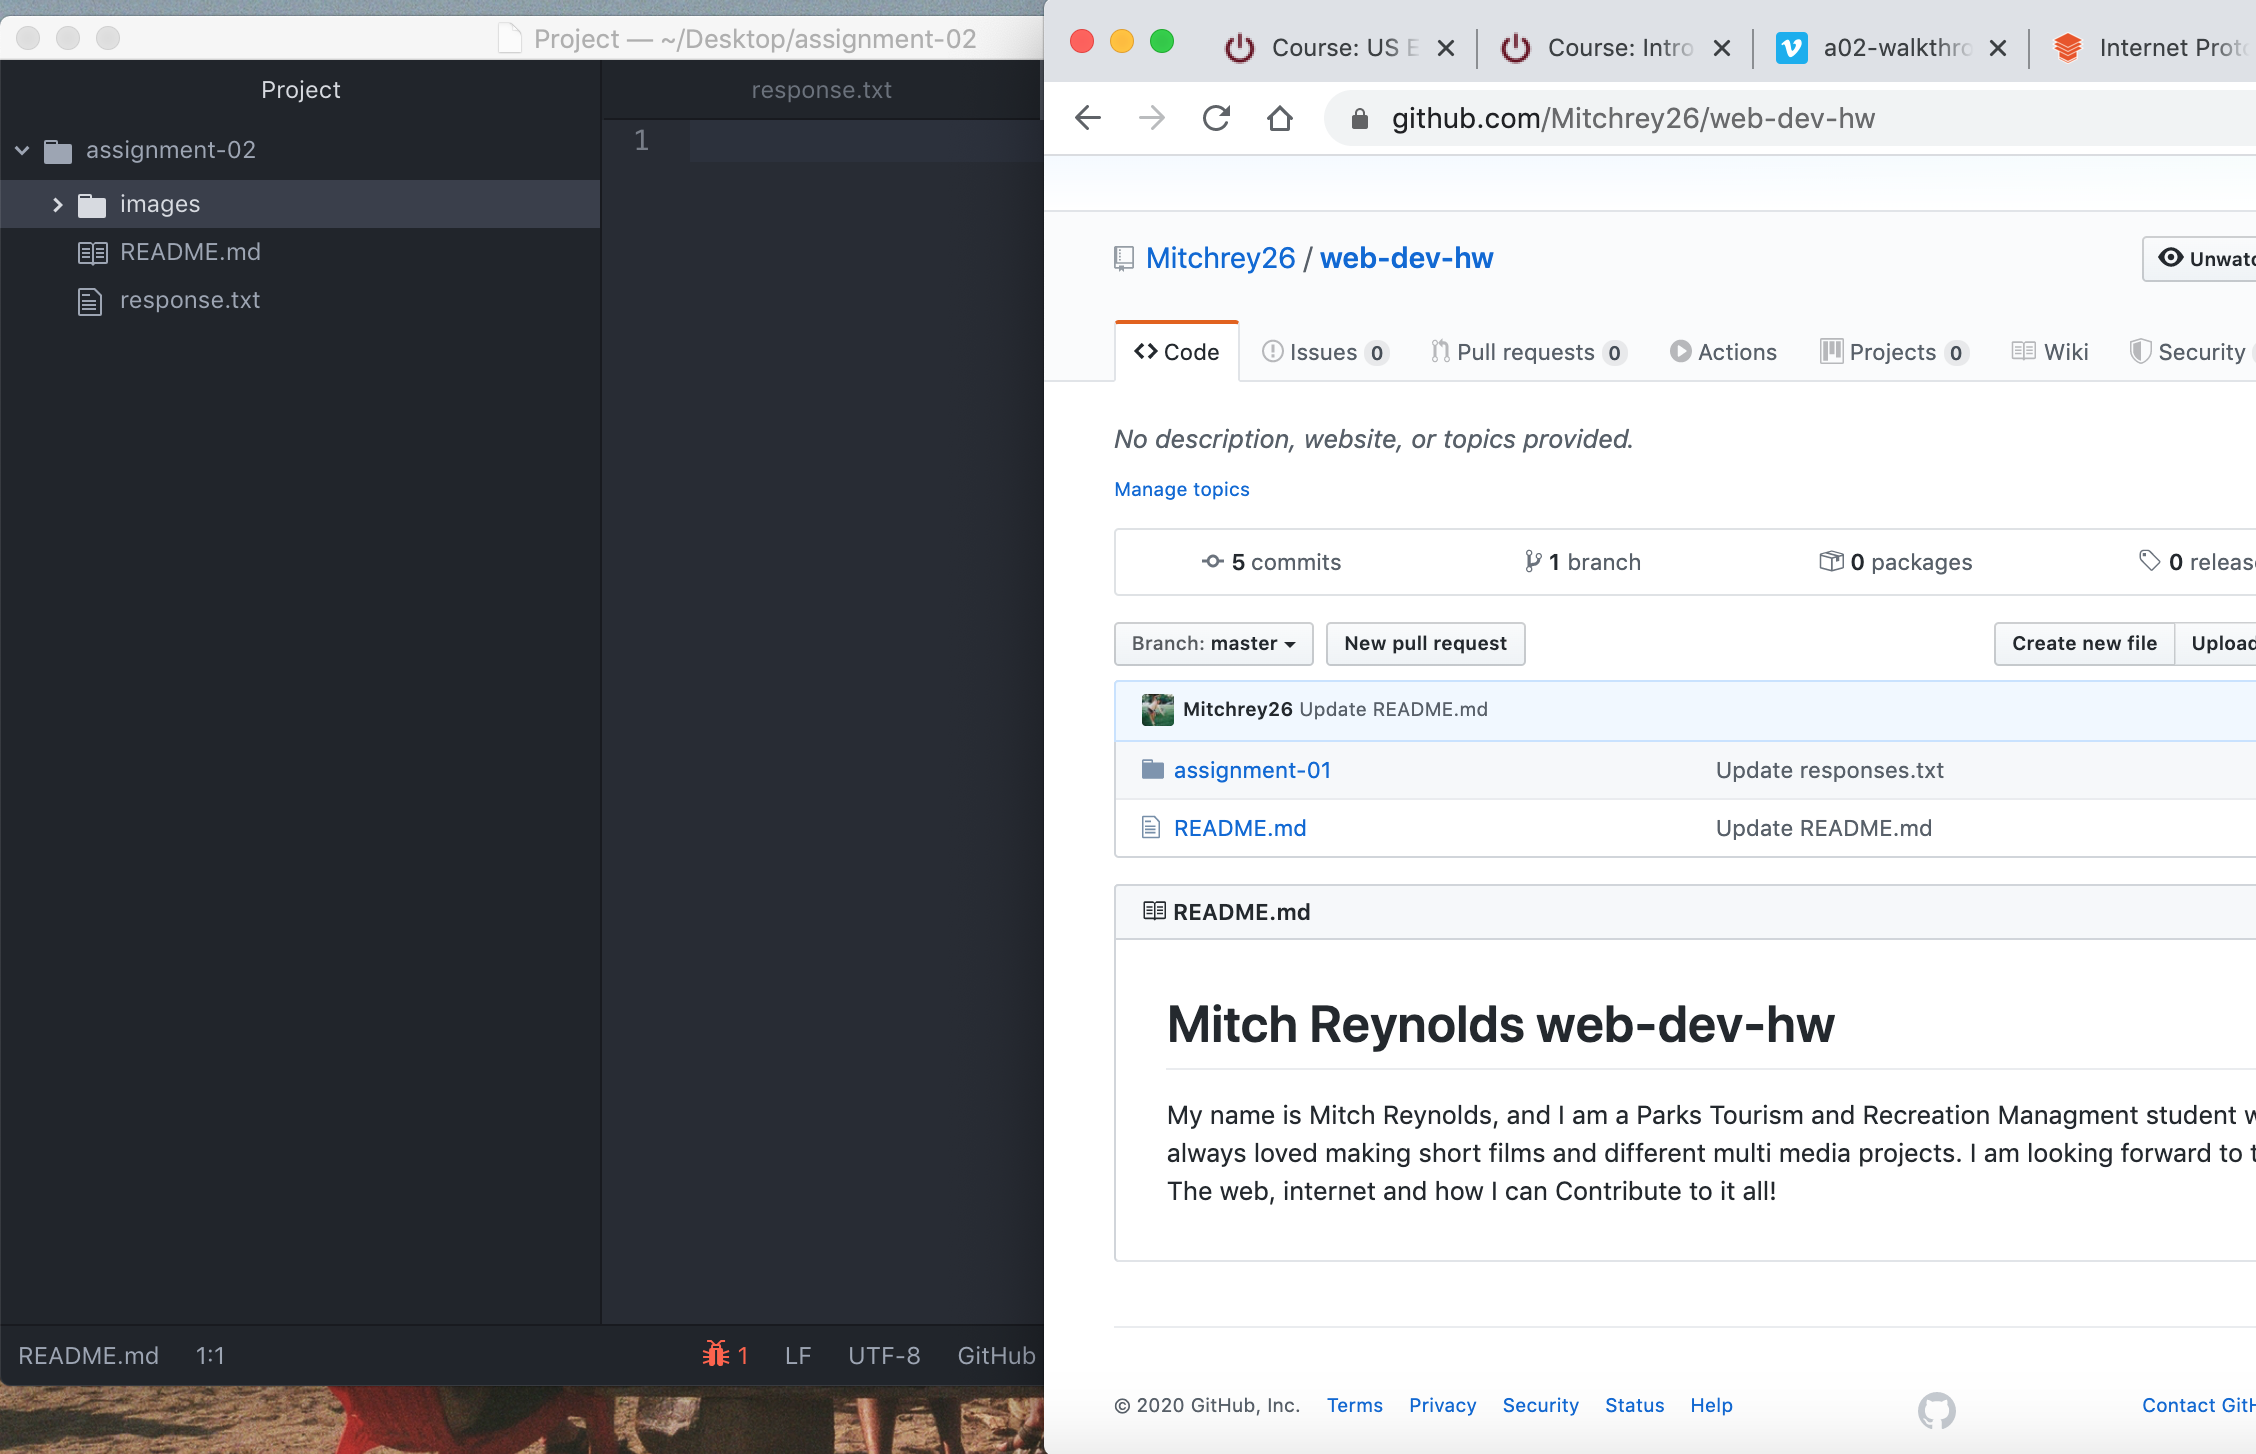 Project — ~/Desktop/assignment-02
Project
response.txt
assignment-02
images
README.md
response.txt
1
README.md 1:1
1 LF UTF-8 GitHub
Course: US E
Course: Intro
a02-walkthro
Internet Proto
github.com/Mitchrey26/web-dev-hw
Mitchrey26 / web-dev-hw
Unwatc
Code Issues 0 Pull requests 0 Actions Projects 0 Wiki Security
No description, website, or topics provided.
Manage topics
5 commits 1 branch 0 packages 0 releas
Branch: master New pull request Create new file Upload
Mitchrey26 Update README.md
assignment-01 Update responses.txt
README.md Update README.md
README.md
Mitch Reynolds web-dev-hw
My name is Mitch Reynolds, and I am a Parks Tourism and Recreation Managment student w
always loved making short films and different multi media projects. I am looking forward to t
The web, internet and how I can Contribute to it all!
© 2020 GitHub, Inc. Terms Privacy Security Status Help Contact GitH